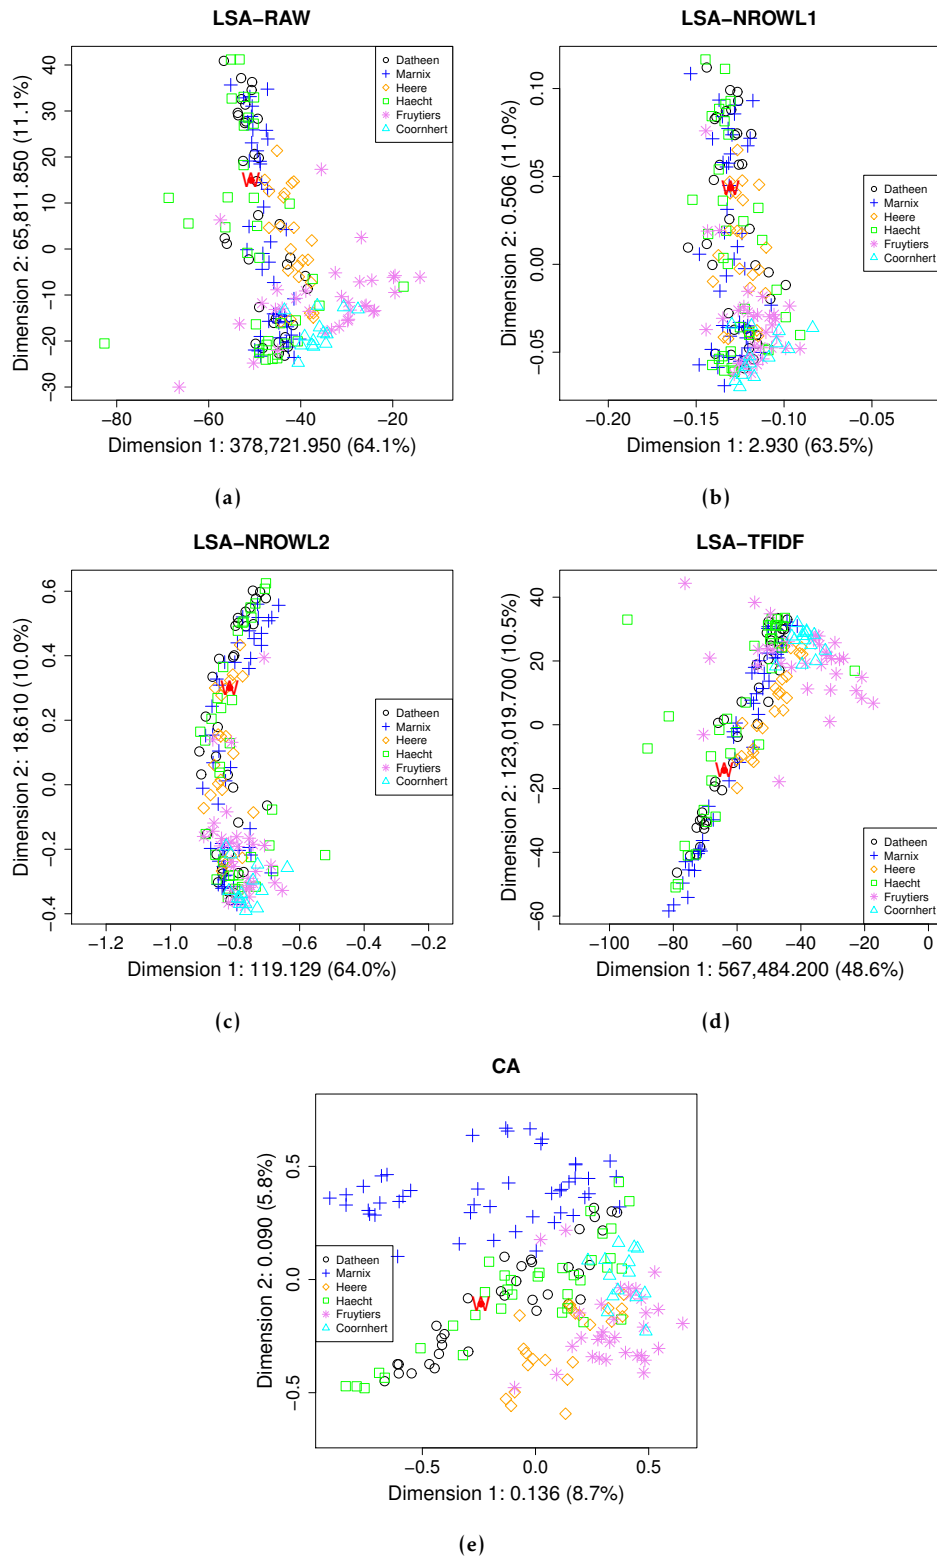 LSA−RAW
Dimension 2: 65,811.850 (11.1%)
40
30
20
10
0
−10
−20
−30
Datheen
Marnix
Heere
Haecht
Fruytiers
Coornhert
W
−80
−60
−40
−20
Dimension 1: 378,721.950 (64.1%)
(a)
LSA−NROWL1
Dimension 2: 0.506 (11.0%)
0.10
0.05
0.00
−0.05
Datheen
Marnix
Heere
Haecht
Fruytiers
Coornhert
W
−0.20
−0.15
−0.10
−0.05
Dimension 1: 2.930 (63.5%)
(b)
LSA−NROWL2
Dimension 2: 18.610 (10.0%)
0.6
0.4
0.2
0.0
−0.2
−0.4
Datheen
Marnix
Heere
Haecht
Fruytiers
Coornhert
W
−1.2
−1.0
−0.8
−0.6
−0.4
−0.2
Dimension 1: 119.129 (64.0%)
(c)
LSA−TFIDF
Dimension 2: 123,019.700 (10.5%)
40
20
0
−20
−40
−60
Datheen
Marnix
Heere
Haecht
Fruytiers
Coornhert
W
−100
−80
−60
−40
−20
0
Dimension 1: 567,484.200 (48.6%)
(d)
CA
Dimension 2: 0.090 (5.8%)
0.5
0.0
−0.5
Datheen
Marnix
Heere
Haecht
Fruytiers
Coornhert
W
−0.5
0.0
0.5
Dimension 1: 0.136 (8.7%)
(e)